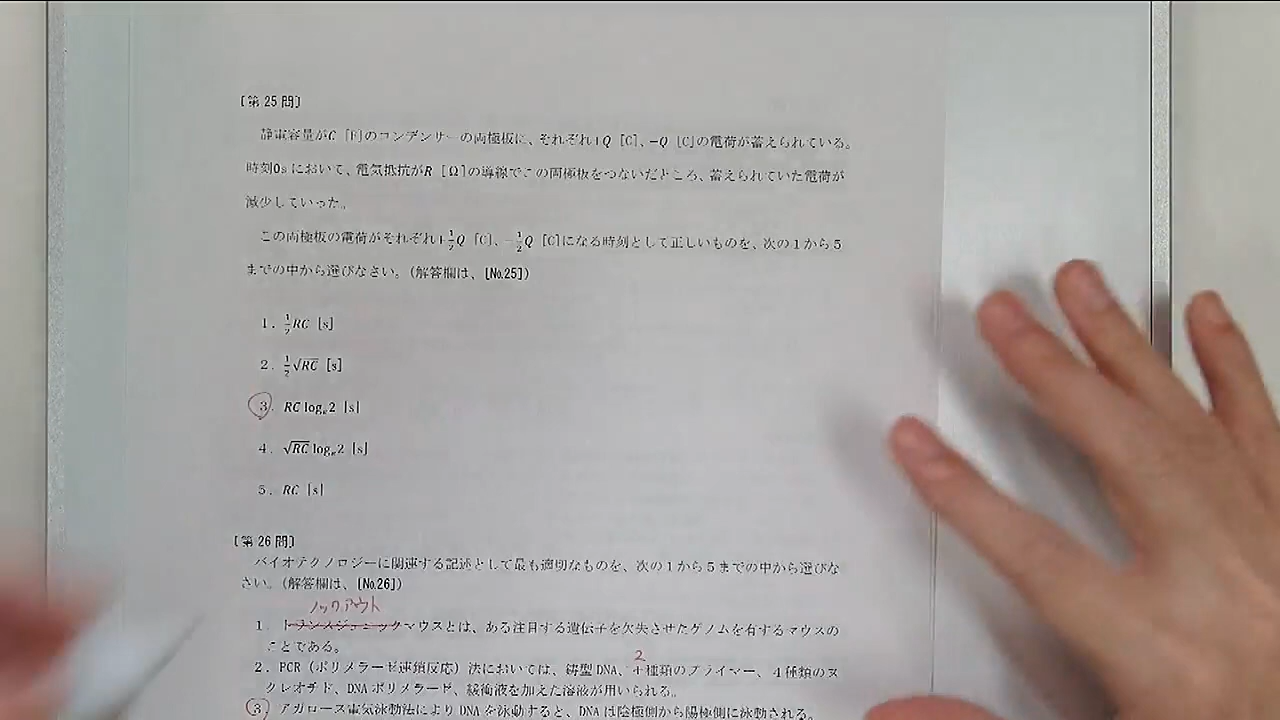 〔第25問〕
静電容量がC [F]のコンデンサーの両極板に、それぞれ+Q [C]、-Q [C]の電荷が蓄えられている。
時刻0sにおいて、電気抵抗がR [Ω]の導線でこの両極板をつないだところ、蓄えられていた電荷が
減少していった。
この両極板の電荷がそれぞれ+½Q [C]、-½Q [C]になる時刻として正しいものを、次の1から5
までの中から選びなさい。(解答欄は、[No.25])
1. ½RC [s]
2. ½√RC [s]
3. RC logₑ2 [s]
4. √RC logₑ2 [s]
5. RC [s]
〔第26問〕
バイオテクノロジーに関連する記述として最も適切なものを、次の1から5までの中から選びな
さい。(解答欄は、[No.26])
ノックアウト
1. トランスジェニックマウスとは、ある注目する遺伝子を欠失させたゲノムを有するマウスの
ことである。
2
2. PCR(ポリメラーゼ連鎖反応)法においては、鋳型DNA、4種類のプライマー、4種類のヌ
クレオチド、DNAポリメラーゼ、緩衝液を加えた溶液が用いられる。
3 アガロース電気泳動法によりDNAを泳動すると、DNAは陰極側から陽極側に泳動される。